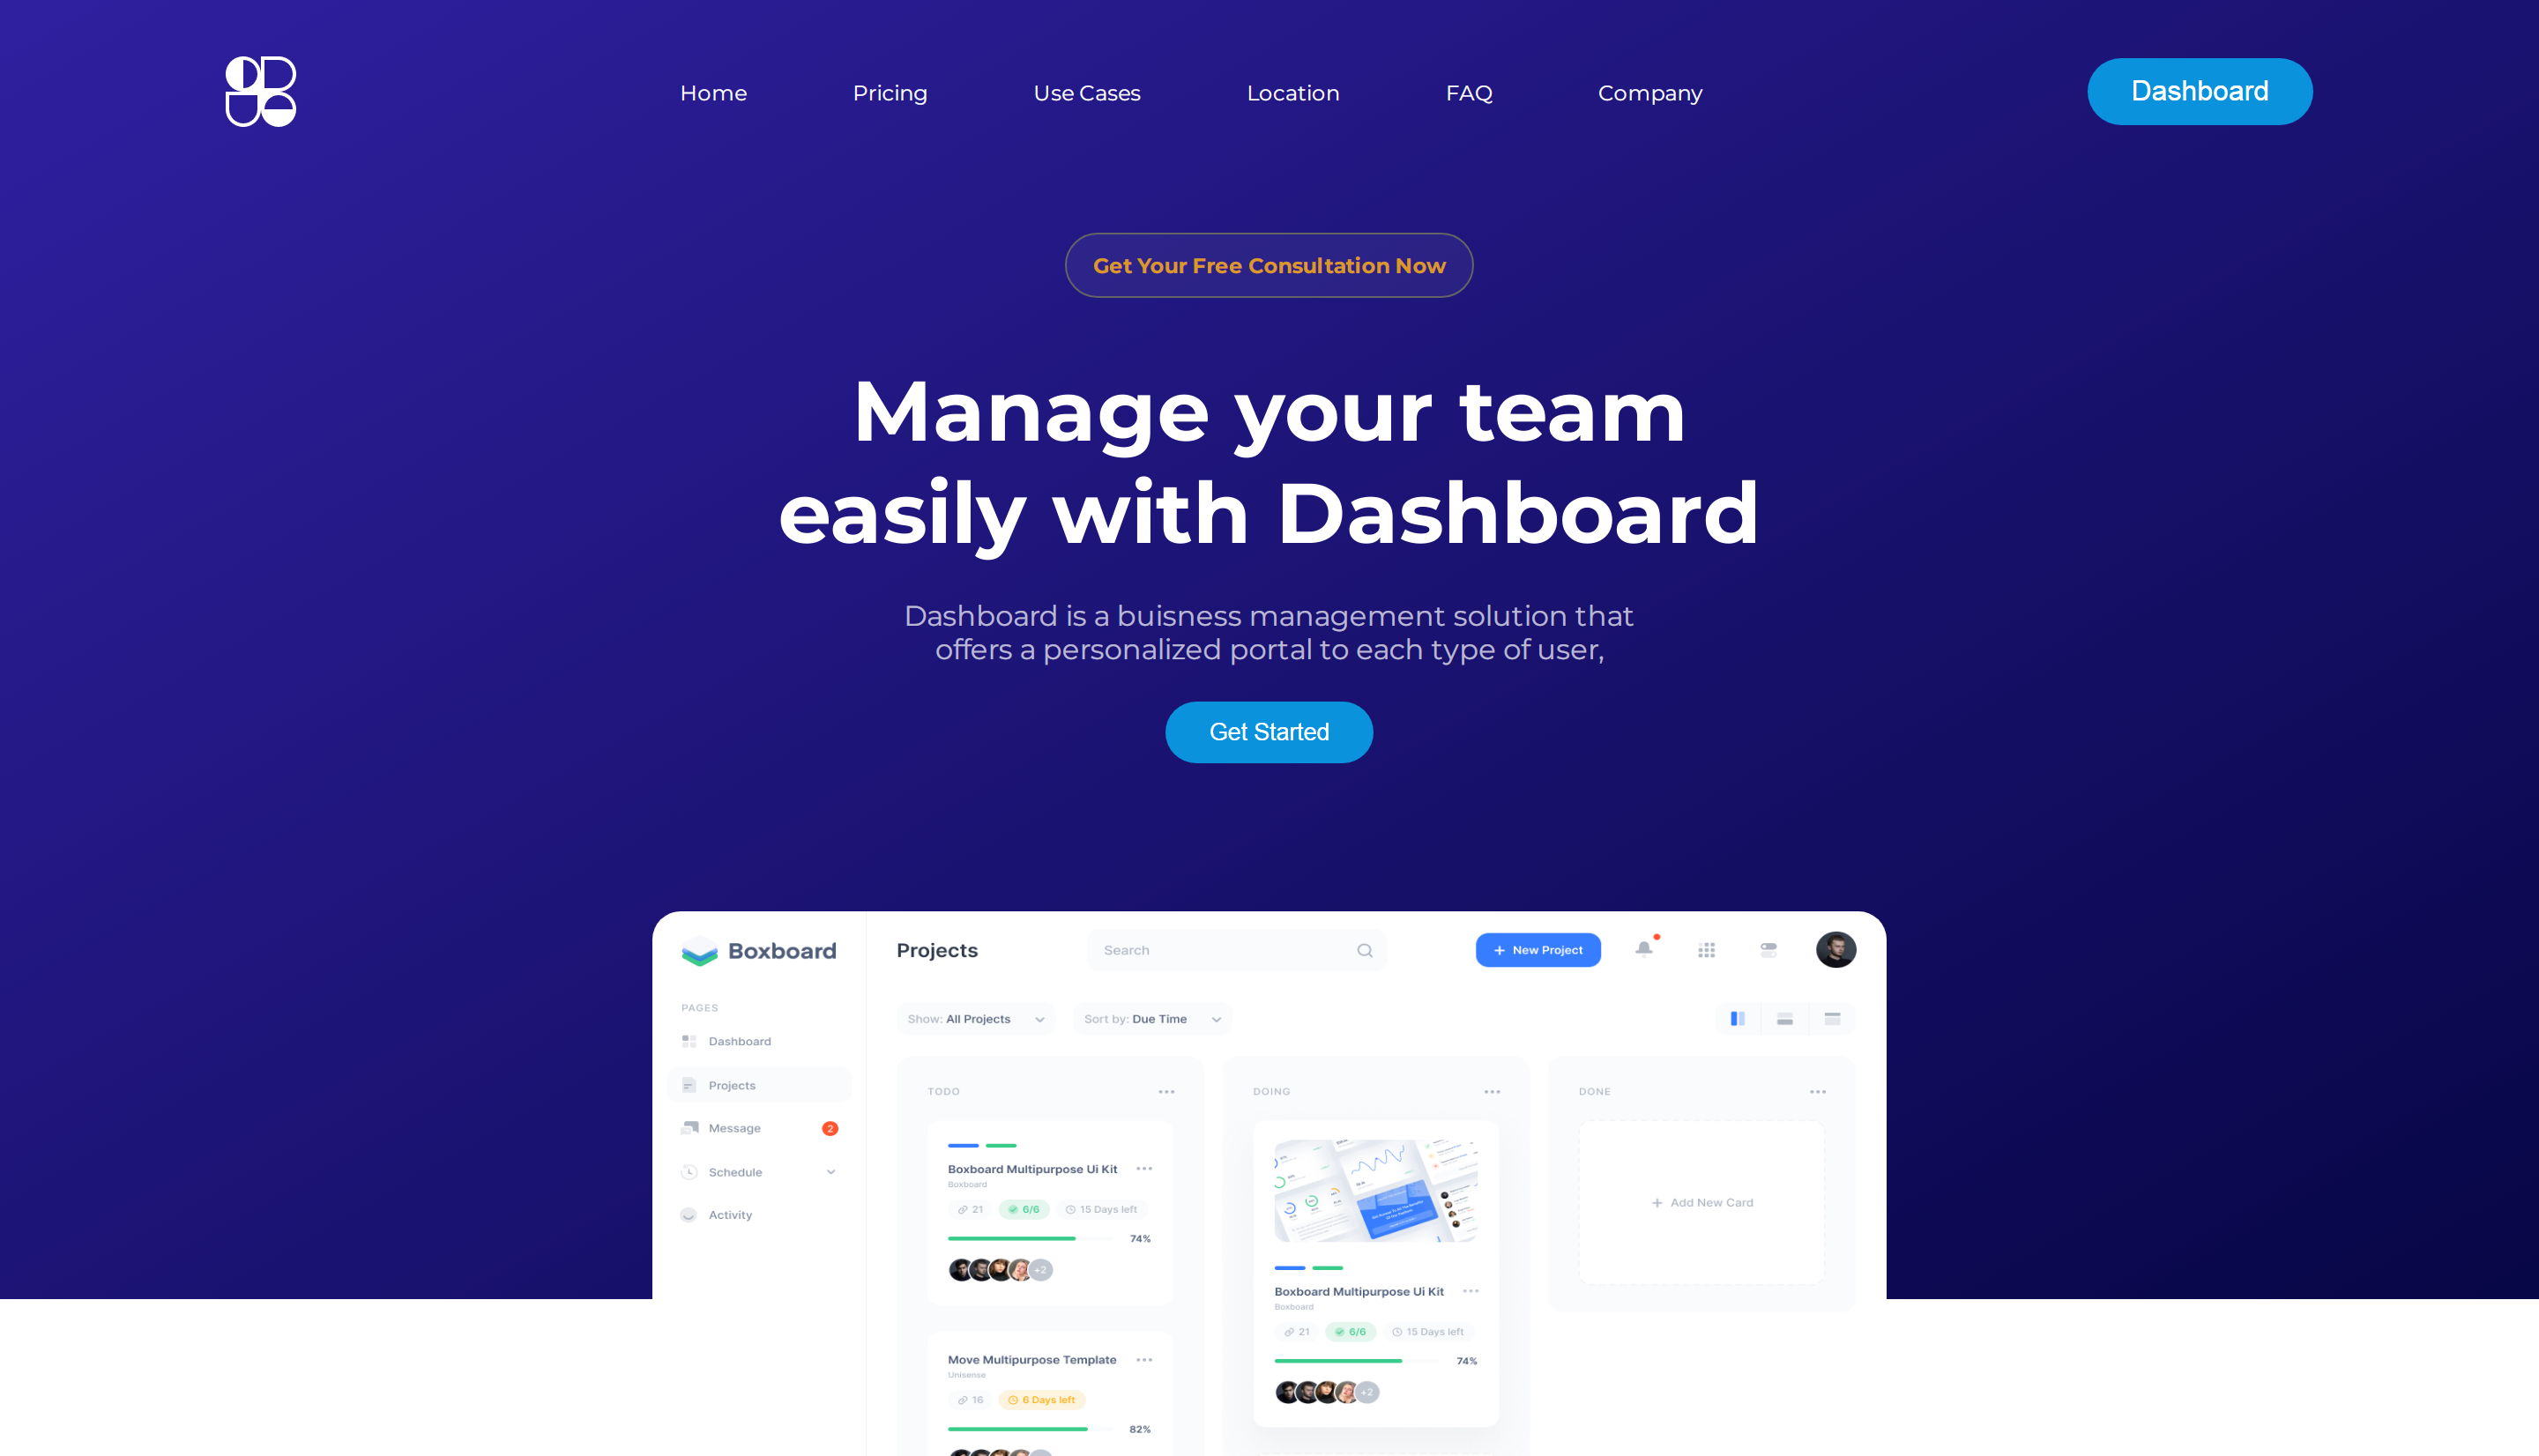 Home Pricing Use Cases Location FAQ Company Dashboard
Get Your Free Consultation Now
Manage your team
easily with Dashboard
Dashboard is a buisness management solution that
offers a personalized portal to each type of user,
Get Started
Boxboard
PAGES
Dashboard
Projects
Message 2
Schedule
Activity
Projects
Search
+ New Project
Show: All Projects
Sort by: Due Time
TODO
Boxboard Multipurpose Ui Kit
Boxboard
21 6/6 15 Days left
74%
+2
Move Multipurpose Template
Unisense
16 6 Days left
82%
DOING
Boxboard Multipurpose Ui Kit
Boxboard
21 6/6 15 Days left
74%
+2
DONE
+ Add New Card